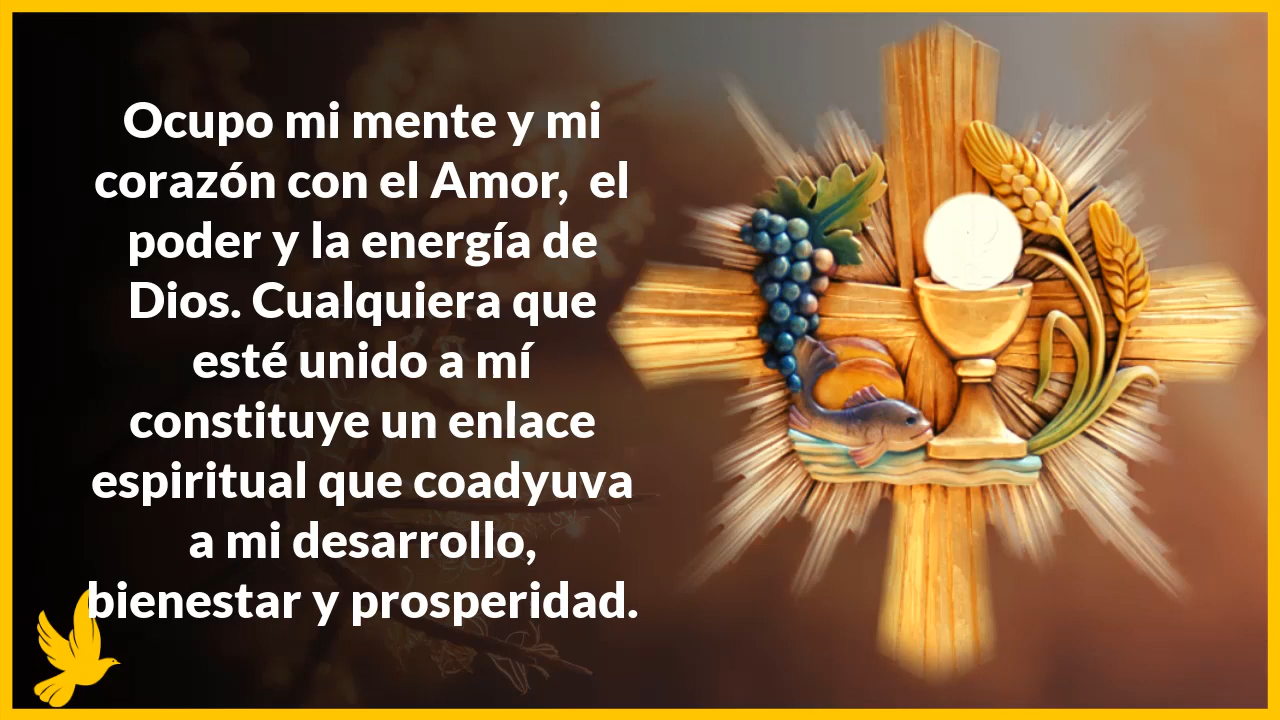 Ocupo mi mente y mi
corazón con el Amor,  el
poder y la energía de
Dios. Cualquiera que
esté unido a mí
constituye un enlace
espiritual que coadyuva
a mi desarrollo,
bienestar y prosperidad.